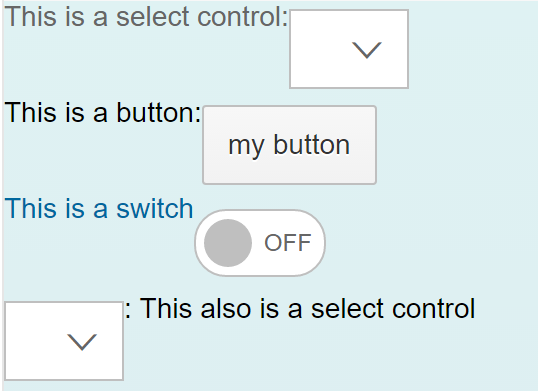 This is a select control:
This is a button: my button
This is a switch OFF
: This also is a select control